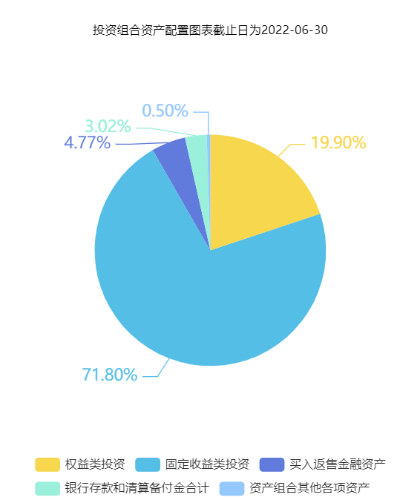 投资组合资产配置图表截止日为2022-06-30
0.50%
3.02%
4.77%
19.90%
71.80%
权益类投资 固定收益类投资 买入返售金融资产
银行存款和清算备付金合计 资产组合其他各项资产